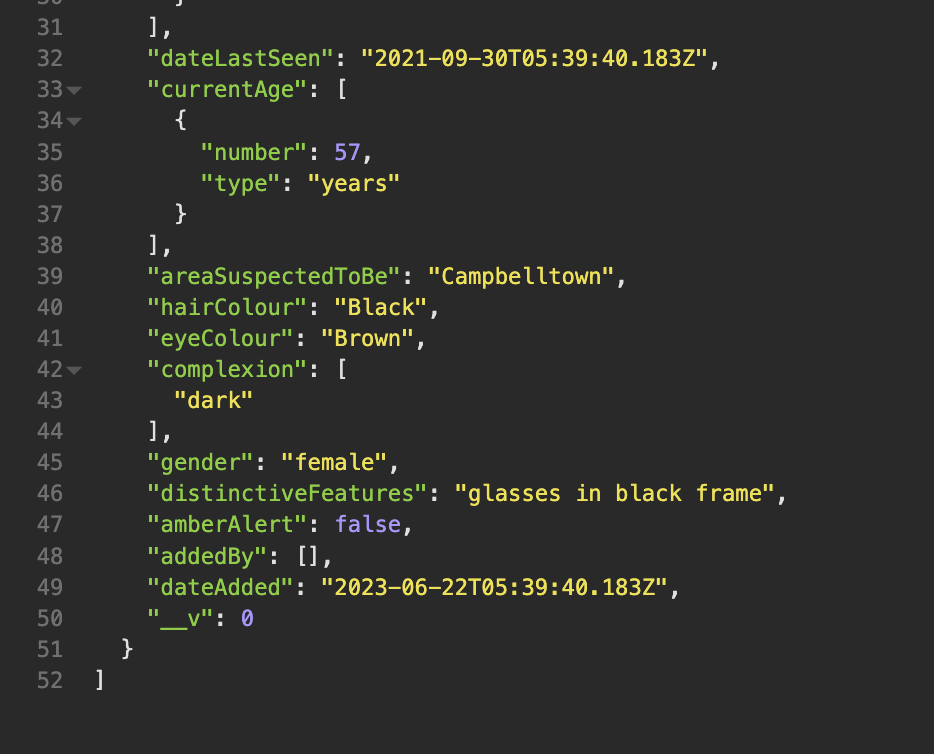 30 }
31 ],
32 "dateLastSeen": "2021-09-30T05:39:40.183Z",
33 "currentAge": [
34 {
35 "number": 57,
36 "type": "years"
37 }
38 ],
39 "areaSuspectedToBe": "Campbelltown",
40 "hairColour": "Black",
41 "eyeColour": "Brown",
42 "complexion": [
43 "dark"
44 ],
45 "gender": "female",
46 "distinctiveFeatures": "glasses in black frame",
47 "amberAlert": false,
48 "addedBy": [],
49 "dateAdded": "2023-06-22T05:39:40.183Z",
50 "__v": 0
51 }
52 ]